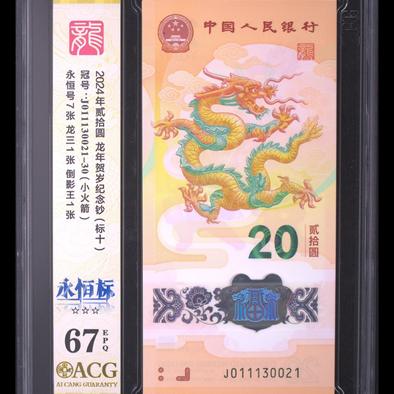 龍
2024年贰拾圆 龙年贺岁纪念钞（标十）
冠号:J011130021-30（小火箭）
永恒号7张 龙三1张 倒影王1张
永恒标
☆☆☆
67 EPQ
ACG
AI CANG GUARANTY
中国人民银行
龍
20
贰拾圆
福
J011130021